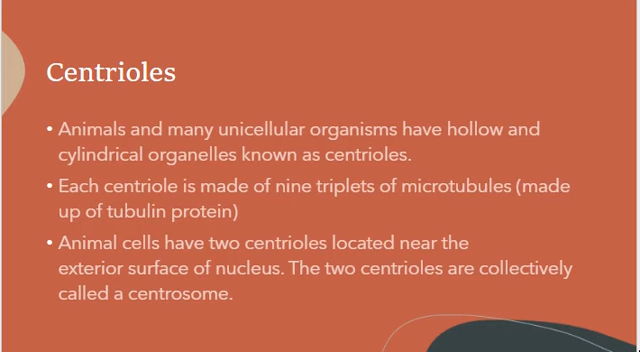 Centrioles
• Animals and many unicellular organisms have hollow and
cylindrical organelles known as centrioles.
• Each centriole is made of nine triplets of microtubules (made
up of tubulin protein)
• Animal cells have two centrioles located near the
exterior surface of nucleus. The two centrioles are collectively
called a centrosome.